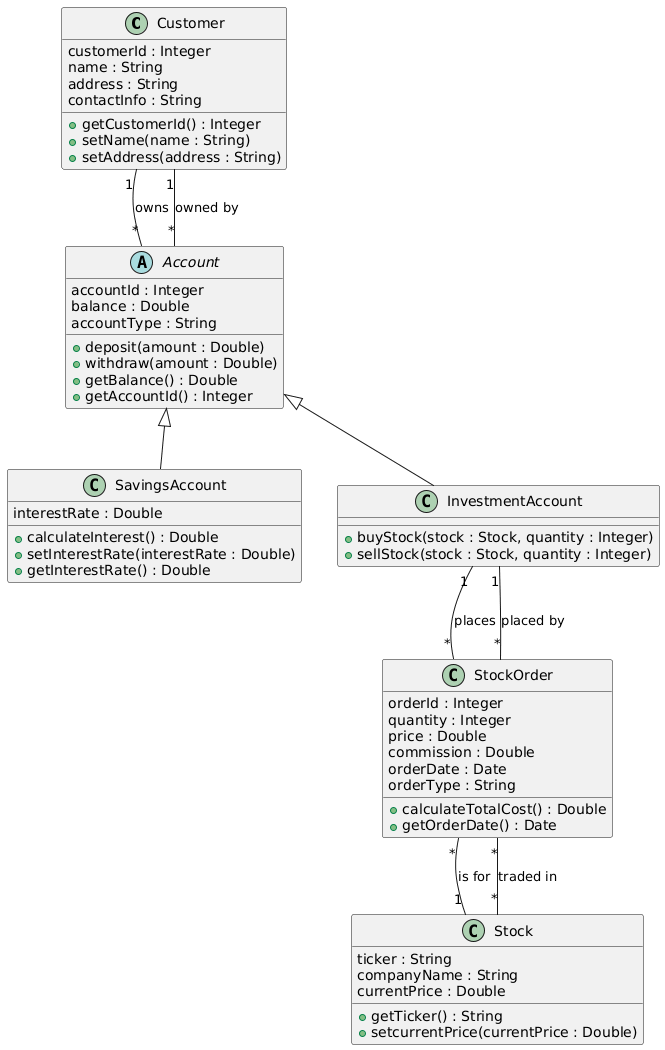 C Customer
customerId : Integer
name : String
address : String
contactInfo : String
getCustomerId() : Integer
setName(name : String)
setAddress(address : String)
1 1
owns owned by
* *
A Account
accountId : Integer
balance : Double
accountType : String
deposit(amount : Double)
withdraw(amount : Double)
getBalance() : Double
getAccountId() : Integer
C SavingsAccount
interestRate : Double
calculateInterest() : Double
setInterestRate(interestRate : Double)
getInterestRate() : Double
C InvestmentAccount
buyStock(stock : Stock, quantity : Integer)
sellStock(stock : Stock, quantity : Integer)
1 1
places placed by
* *
C StockOrder
orderId : Integer
quantity : Integer
price : Double
commission : Double
orderDate : Date
orderType : String
calculateTotalCost() : Double
getOrderDate() : Date
* *
is for traded in
1 *
C Stock
ticker : String
companyName : String
currentPrice : Double
getTicker() : String
setcurrentPrice(currentPrice : Double)